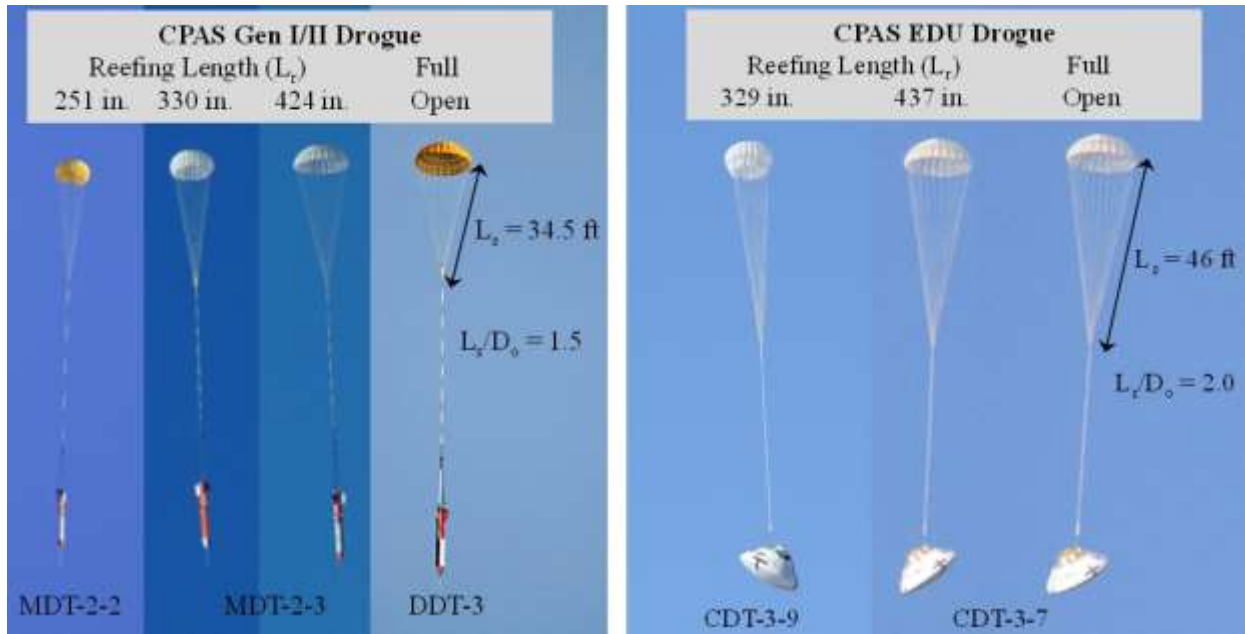 CPAS Gen I/II Drogue
Reefing Length (Lr) Full
251 in. 330 in. 424 in. Open
Ls = 34.5 ft
Ls/Do = 1.5
MDT-2-2 MDT-2-3 DDT-3
CPAS EDU Drogue
Reefing Length (Lr) Full
329 in. 437 in. Open
Ls = 46 ft
Ls/Do = 2.0
CDT-3-9 CDT-3-7